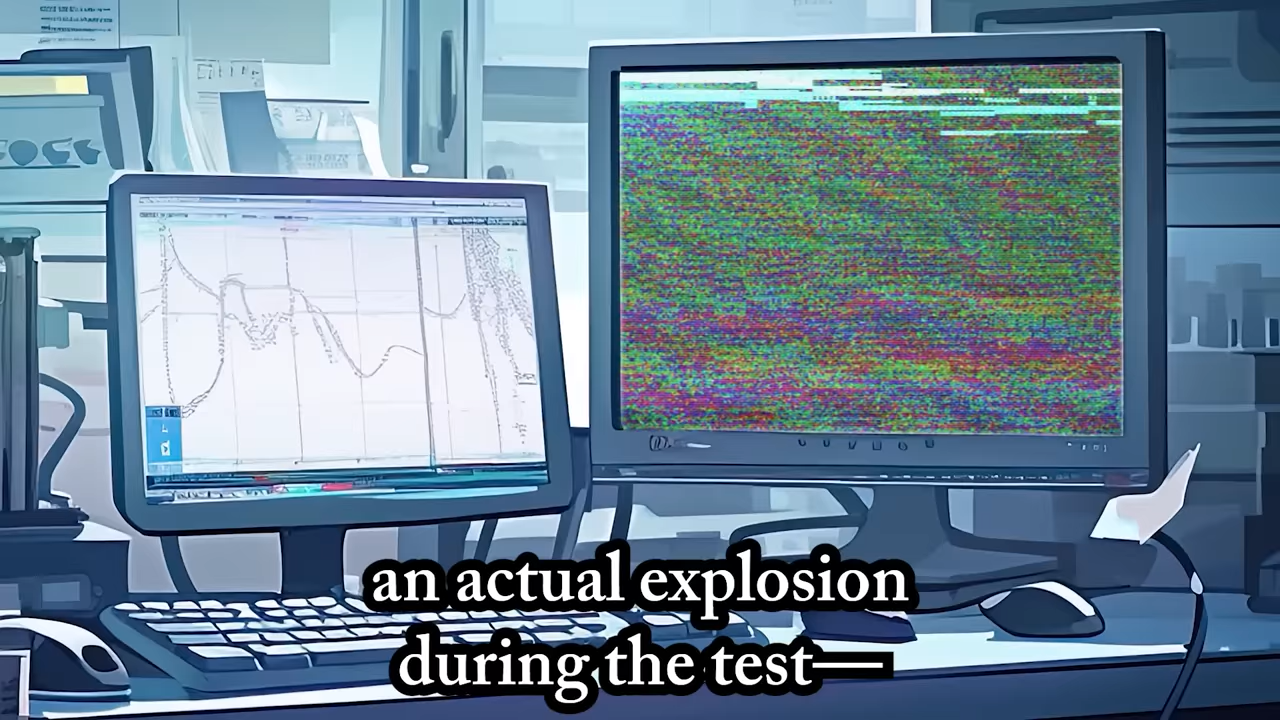 an actual explosion
during the test—